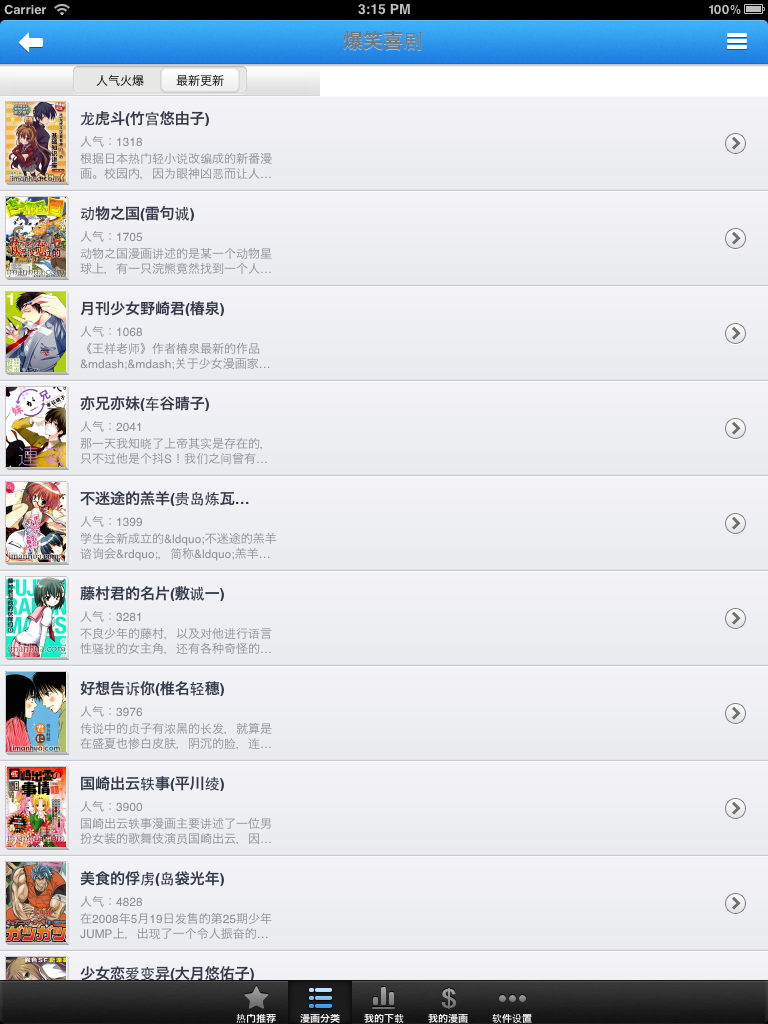 Carrier
3:15 PM
100%
爆笑喜剧
人气火爆
最新更新
龙虎斗(竹宫悠由子)
人气：1318
根据日本热门轻小说改编成的新番漫
画。校园内，因为眼神凶恶而让人...
动物之国(雷句诚)
人气：1705
动物之国漫画讲述的是某一个动物星
球上，有一只浣熊竟然找到一个人...
月刊少女野崎君(椿泉)
人气：1068
《王样老师》作者椿泉最新的作品
&mdash;&mdash;关于少女漫画家...
亦兄亦妹(车谷晴子)
人气：2041
那一天我知晓了上帝其实是存在的,
只不过他是个抖S！我们之间曾有...
不迷途的羔羊(贵岛炼瓦...
人气：1399
学生会新成立的&ldquo;不迷途的羔羊
谘询会&rdquo;，简称&ldquo;羔羊...
藤村君的名片(敷诚一)
人气：3281
不良少年的藤村，以及对他进行语言
性骚扰的女主角，还有各种奇怪的...
好想告诉你(椎名轻穗)
人气：3976
传说中的贞子有浓黑的长发，就算是
在盛夏也惨白皮肤，阴沉的脸，连...
国崎出云轶事(平川绫)
人气：3900
国崎出云轶事漫画主要讲述了一位男
扮女装的歌舞伎演员国崎出云，因...
美食的俘虏(岛袋光年)
人气：4828
在2008年5月19日发售的第25期少年
JUMP上，出现了一个令人振奋的...
少女恋爱变异(大月悠佑子)
热门推荐
漫画分类
我的下载
我的漫画
软件设置